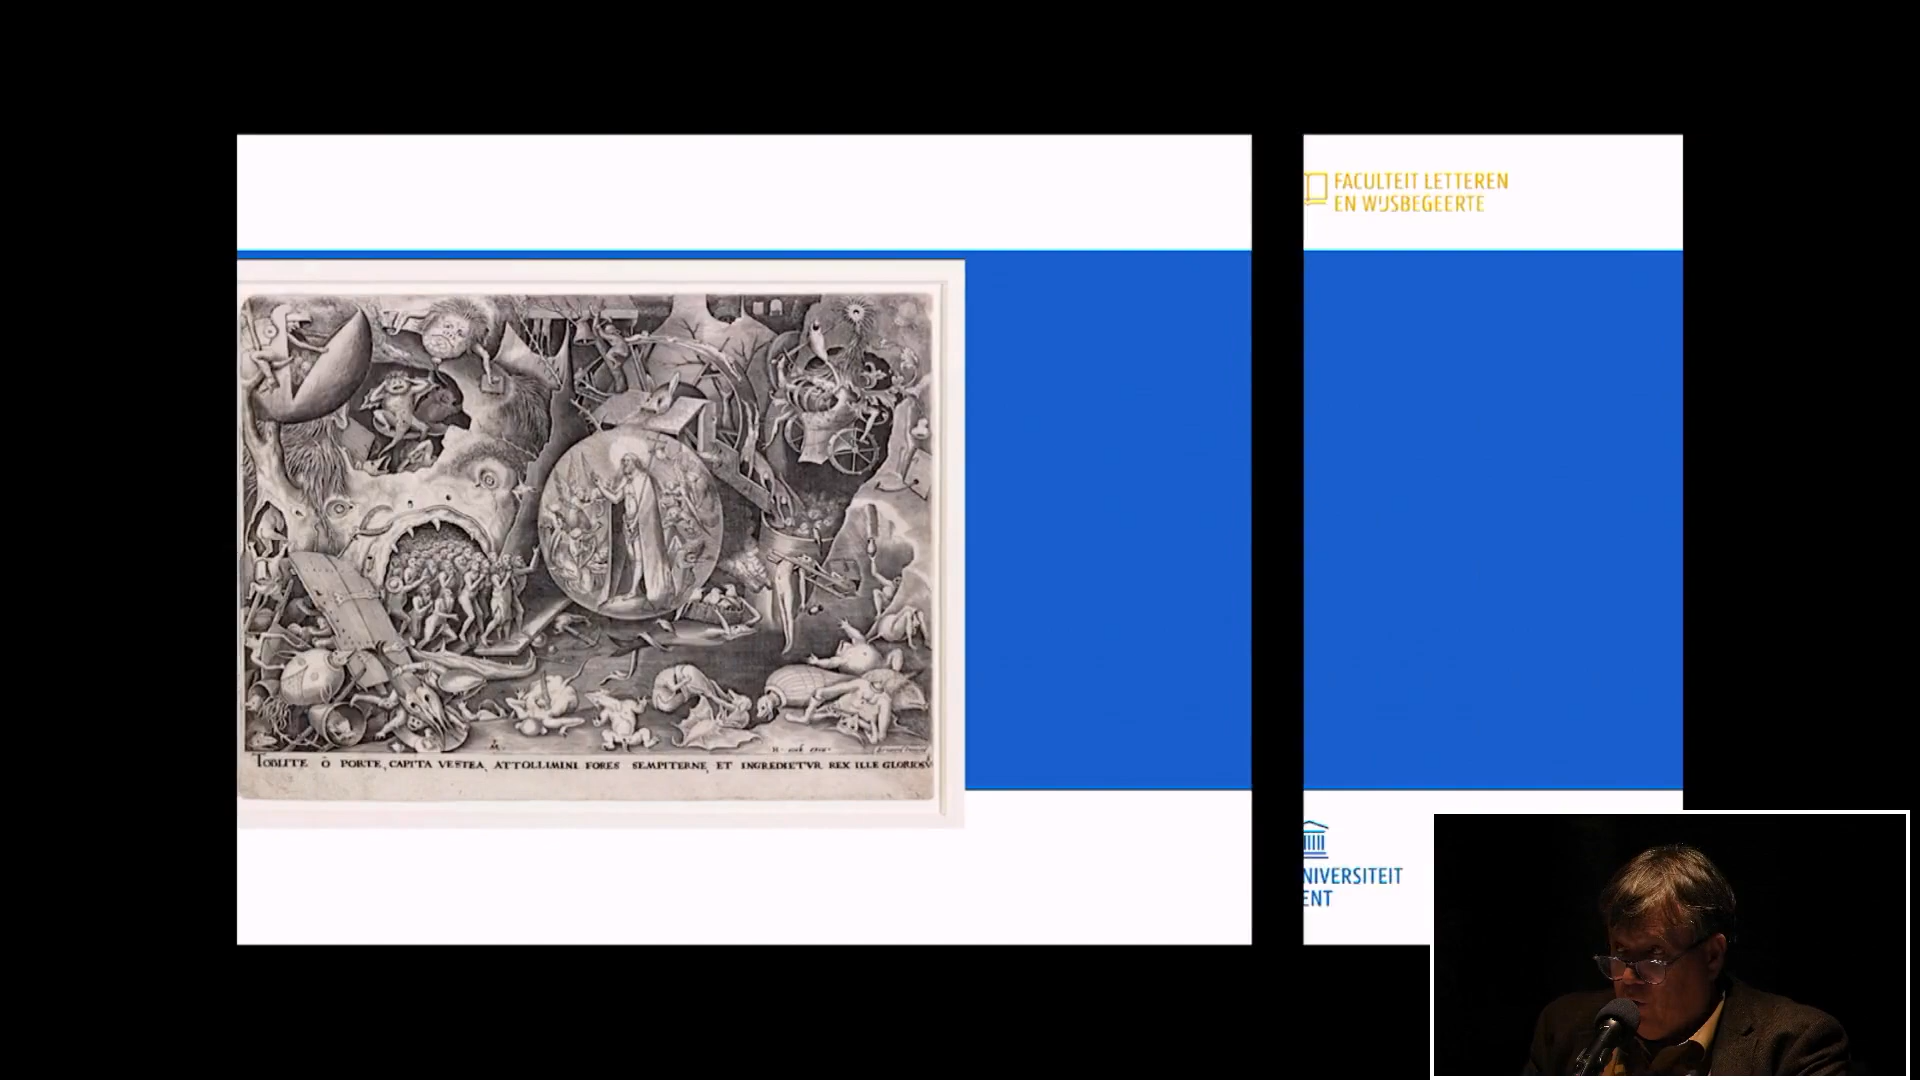 FACULTEIT LETTEREN
EN WIJSBEGEERTE
TOLLITE O PORTE, CAPITA VESTRA, ATTOLLIMINI FORES SEMPITERNE, ET INGREDIETVR REX ILLE GLORIOSV
NIVERSITEIT
ENT